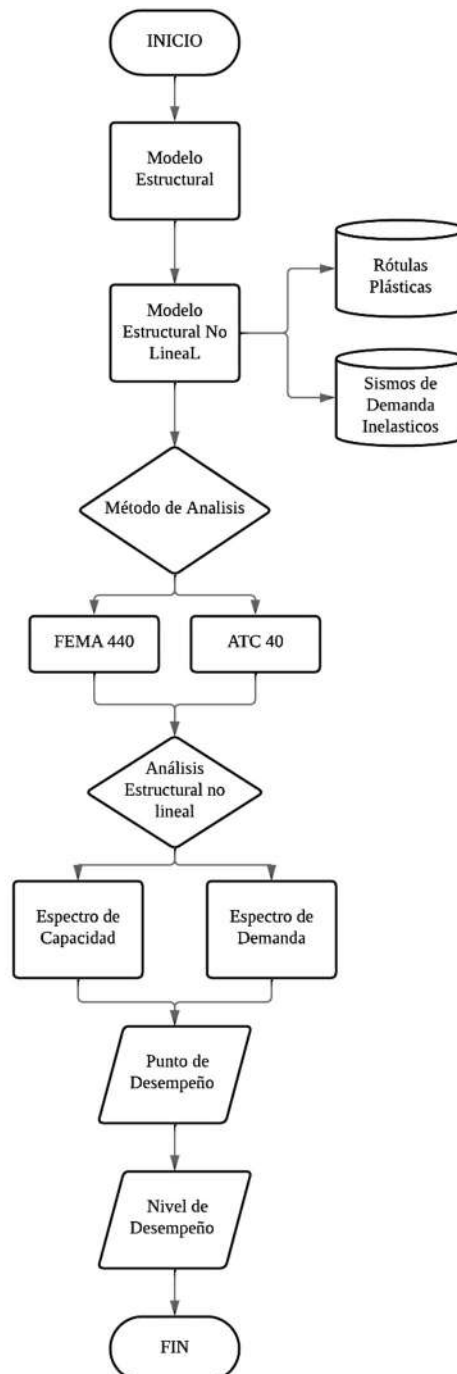 INICIO
Modelo
Estructural
Modelo
Estructural No
LineaL
Rótulas
Plásticas
Sismos de
Demanda
Inelasticos
Método de Analisis
FEMA 440
ATC 40
Análisis
Estructural no
lineal
Espectro de
Capacidad
Espectro de
Demanda
Punto de
Desempeño
Nivel de
Desempeño
FIN